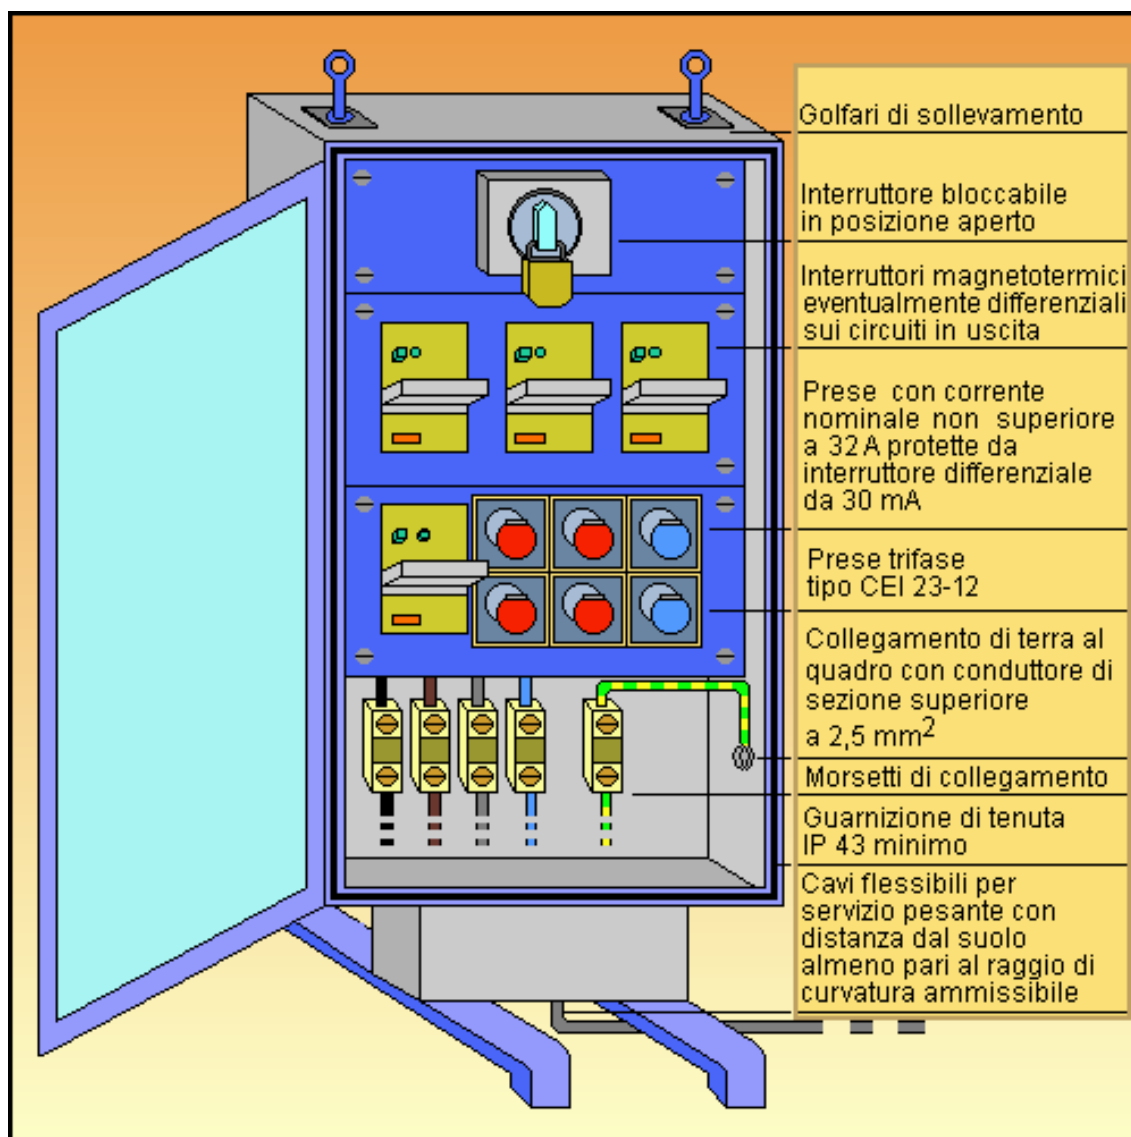 Golfari di sollevamento
Interruttore bloccabile
in posizione aperto
Interruttori magnetotermici
eventualmente differenziali
sui circuiti in uscita
Prese con corrente
nominale non superiore
a 32 A protette da
interruttore differenziale
da 30 mA
Prese trifase
tipo CEI 23-12
Collegamento di terra al
quadro con conduttore di
sezione superiore
a 2,5 mm²
Morsetti di collegamento
Guarnizione di tenuta
IP 43 minimo
Cavi flessibili per
servizio pesante con
distanza dal suolo
almeno pari al raggio di
curvatura ammissibile